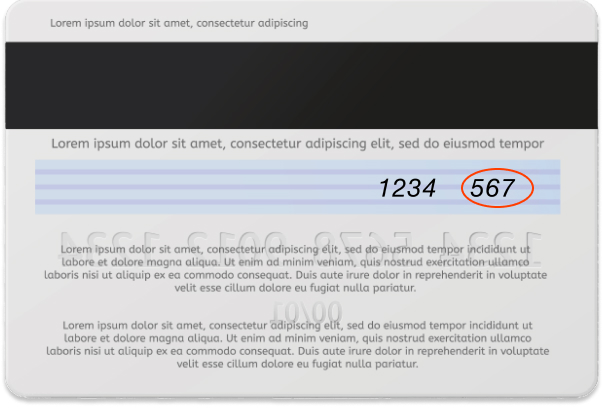 Lorem ipsum dolor sit amet, consectetur adipiscing
Lorem ipsum dolor sit amet, consectetur adipiscing elit, sed do eiusmod tempor
1234 567
Lorem ipsum dolor sit amet, consectetur adipiscing elit, sed do eiusmod tempor incididunt ut
labore et dolore magna aliqua. Ut enim ad minim veniam, quis nostrud exercitation ullamco
laboris nisi ut aliquip ex ea commodo consequat. Duis aute irure dolor in reprehenderit in voluptate
velit esse cillum dolore eu fugiat nulla pariatur.
Lorem ipsum dolor sit amet, consectetur adipiscing elit, sed do eiusmod tempor incididunt ut
labore et dolore magna aliqua. Ut enim ad minim veniam, quis nostrud exercitation ullamco
laboris nisi ut aliquip ex ea commodo consequat. Duis aute irure dolor in reprehenderit in voluptate
velit esse cillum dolore eu fugiat nulla pariatur.